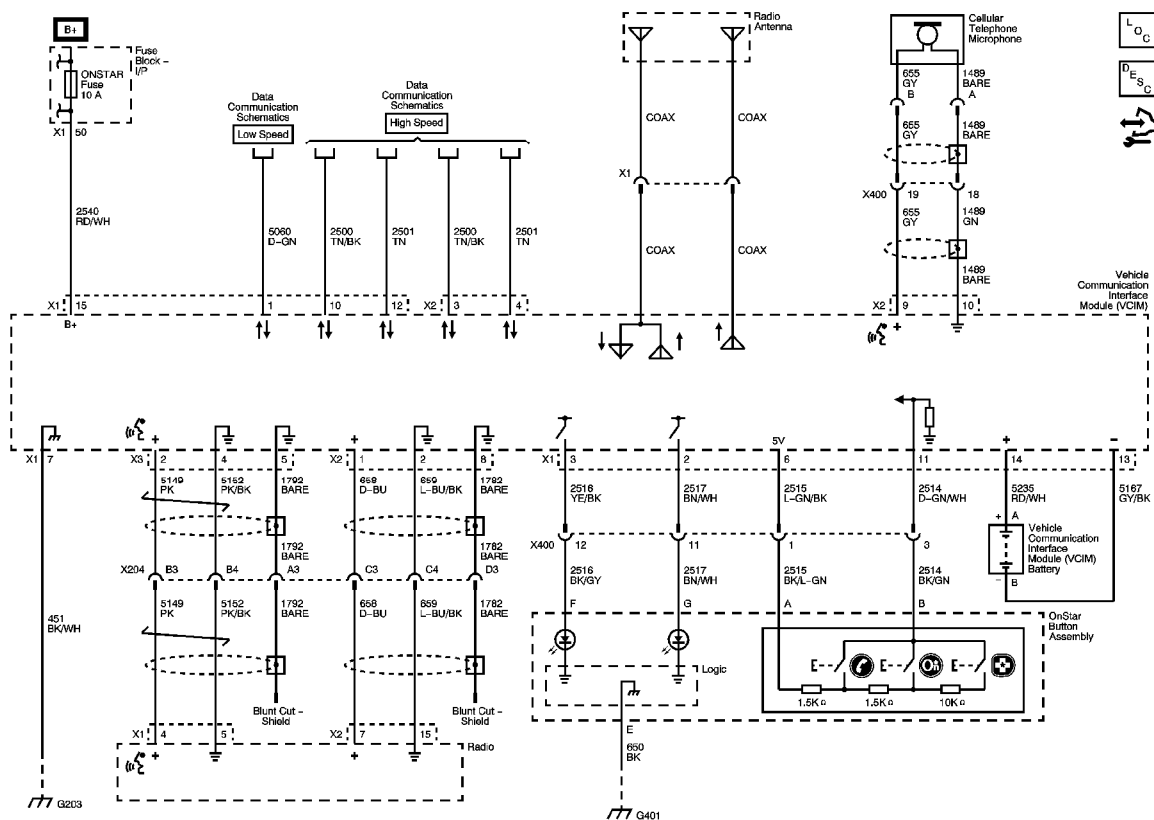 B+
Fuse
Block –
I/P
ONSTAR
Fuse
10 A
X1 50
2540
RD/WH
Data
Communication
Schematics
Low Speed
Data
Communication
Schematics
High Speed
5060
D-GN
2500
TN/BK
2501
TN
2500
TN/BK
2501
TN
Radio
Antenna
COAX
COAX
X1
COAX
COAX
Cellular
Telephone
Microphone
655
GY
B
1489
BARE
A
655
GY
1489
BARE
X400 19 18
655
GY
1489
GN
1489
BARE
LOC
DESC
Vehicle
Communication
Interface
Module (VCIM)
X1 15 1 10 12 X2 3 4 X2 9 10
B+
+
+ + 5V + –
X1 7 X3 2 4 5 X2 1 2 8 X1 3 2 6 11 14 13
5149
PK
5152
PK/BK
1792
BARE
658
D-BU
659
L-BU/BK
1782
BARE
2516
YE/BK
2517
BN/WH
2515
L-GN/BK
2514
D-GN/WH
5235
RD/WH
5167
GY/BK
1792
BARE
1782
BARE
+ A
Vehicle
Communication
Interface
Module (VCIM)
Battery
– B
X204 B3 B4 A3 C3 C4 D3
X400 12 11 1 3
5149
PK
5152
PK/BK
1792
BARE
658
D-BU
659
L-BU/BK
1782
BARE
2516
BK/GY
2517
BN/WH
2515
BK/L-GN
2514
BK/GN
451
BK/WH
F G A B
OnStar
Button
Assembly
Logic
On
1.5K Ω 1.5K Ω 10K Ω
Blunt Cut –
Shield
Blunt Cut –
Shield
E
650
BK
X1 4 5 X2 7 15
Radio
+ +
G203
G401